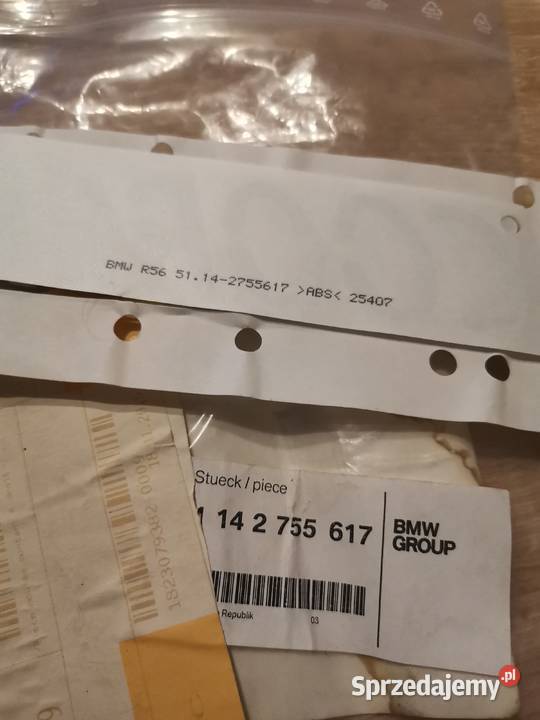 BMW R56 51.14-2755617 >ABS< 25407
Stueck / piece
1 14 2 755 617
BMW
GROUP
Republik
03
1823079382
Sprzedajemy.pl